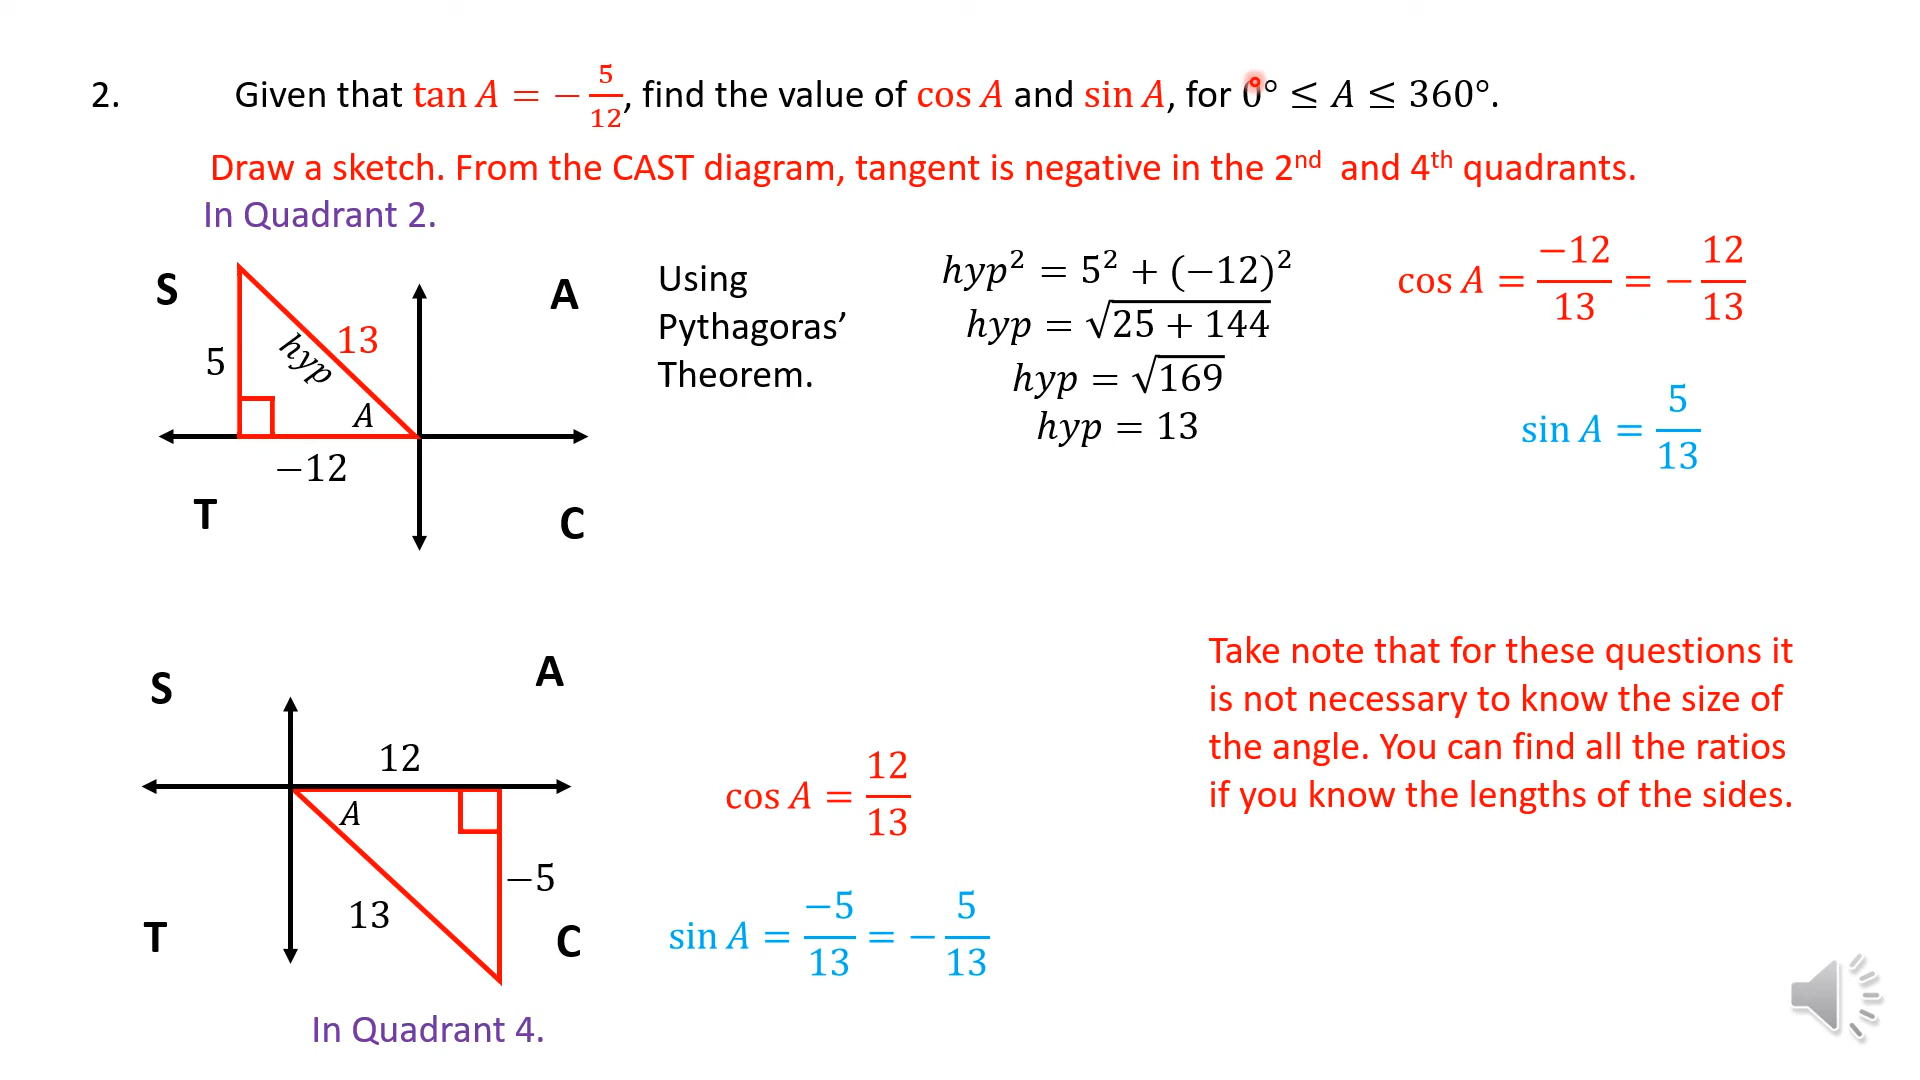 2. Given that tan A = −5/12, find the value of cos A and sin A, for 0° ≤ A ≤ 360°.
Draw a sketch. From the CAST diagram, tangent is negative in the 2nd and 4th quadrants.
In Quadrant 2.
S
A
5
hyp
13
A
−12
T
C
Using
Pythagoras’
Theorem.
hyp² = 5² + (−12)²
hyp = √(25 + 144)
hyp = √169
hyp = 13
cos A = −12/13 = −12/13
sin A = 5/13
S
A
12
A
−5
13
T
C
In Quadrant 4.
cos A = 12/13
sin A = −5/13 = −5/13
Take note that for these questions it
is not necessary to know the size of
the angle. You can find all the ratios
if you know the lengths of the sides.